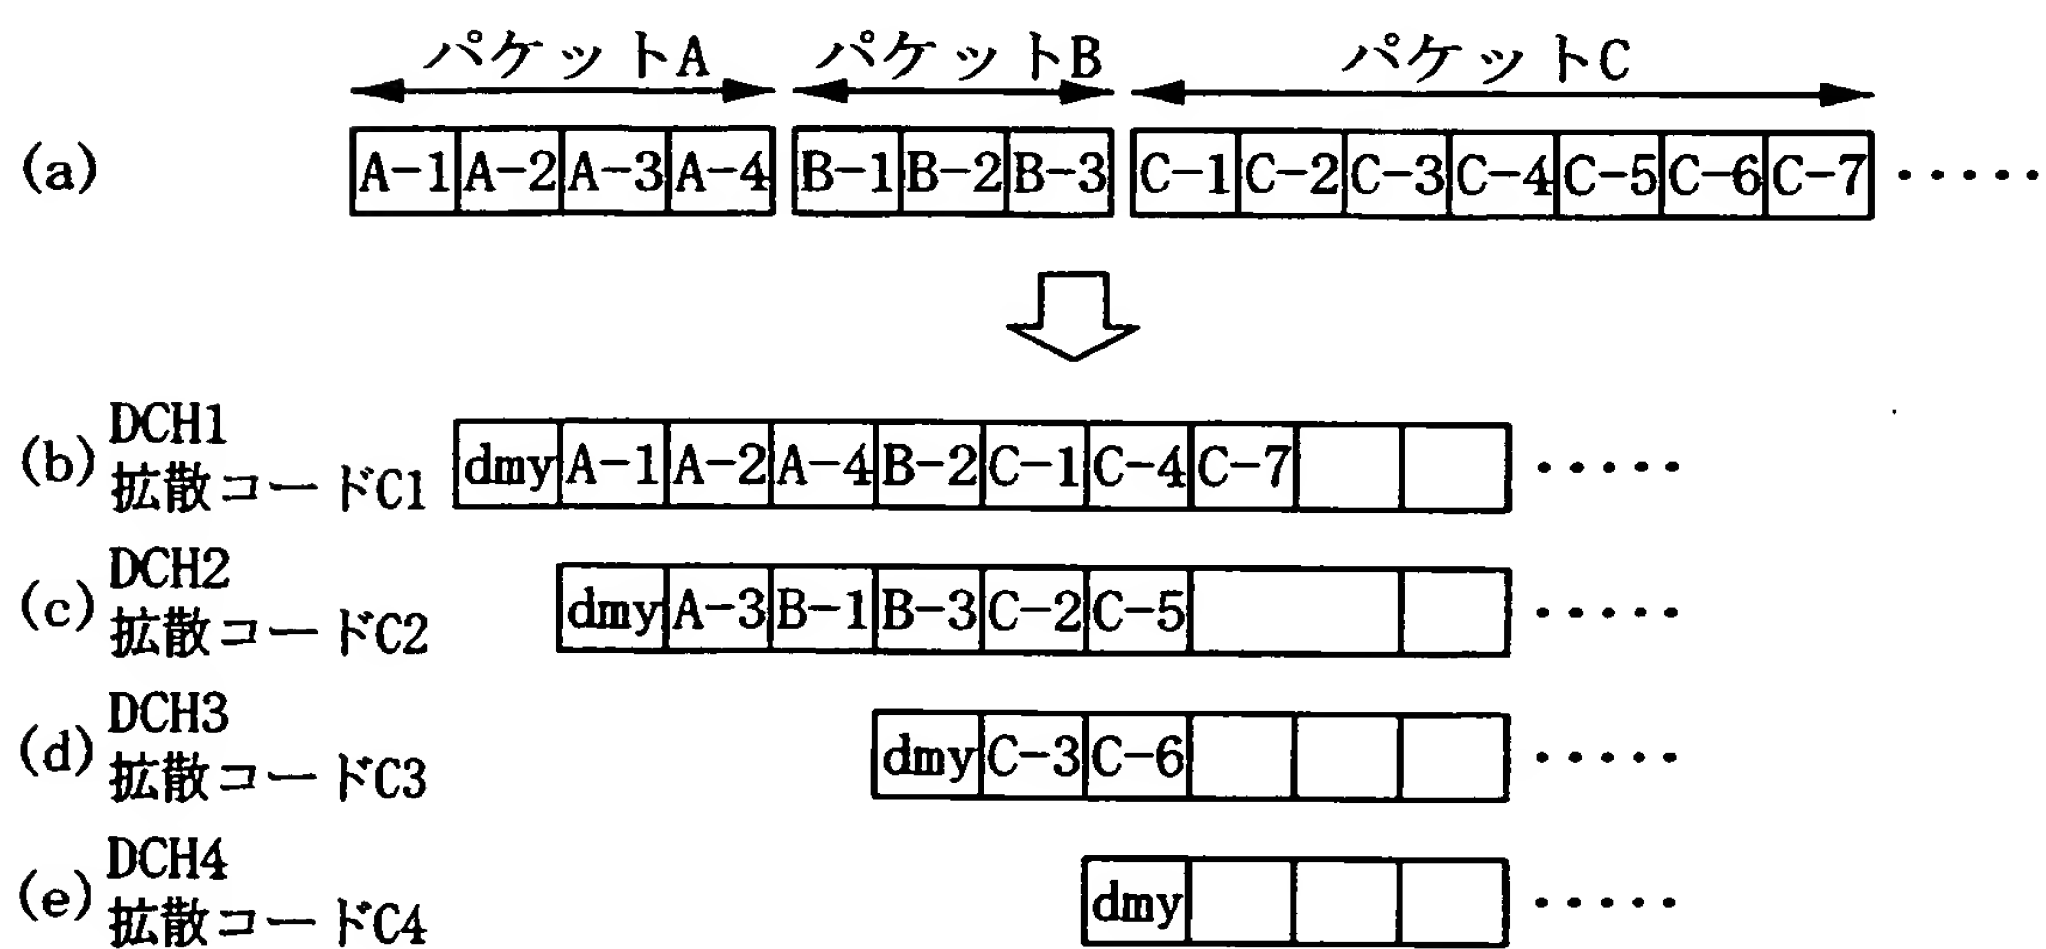 パケットA パケットB パケットC
(a) A-1 A-2 A-3 A-4 B-1 B-2 B-3 C-1 C-2 C-3 C-4 C-5 C-6 C-7 ・・・・・
(b) DCH1
拡散コードC1 dmy A-1 A-2 A-4 B-2 C-1 C-4 C-7 ・・・・・
(c) DCH2
拡散コードC2 dmy A-3 B-1 B-3 C-2 C-5 ・・・・・
(d) DCH3
拡散コードC3 dmy C-3 C-6 ・・・・・
(e) DCH4
拡散コードC4 dmy ・・・・・